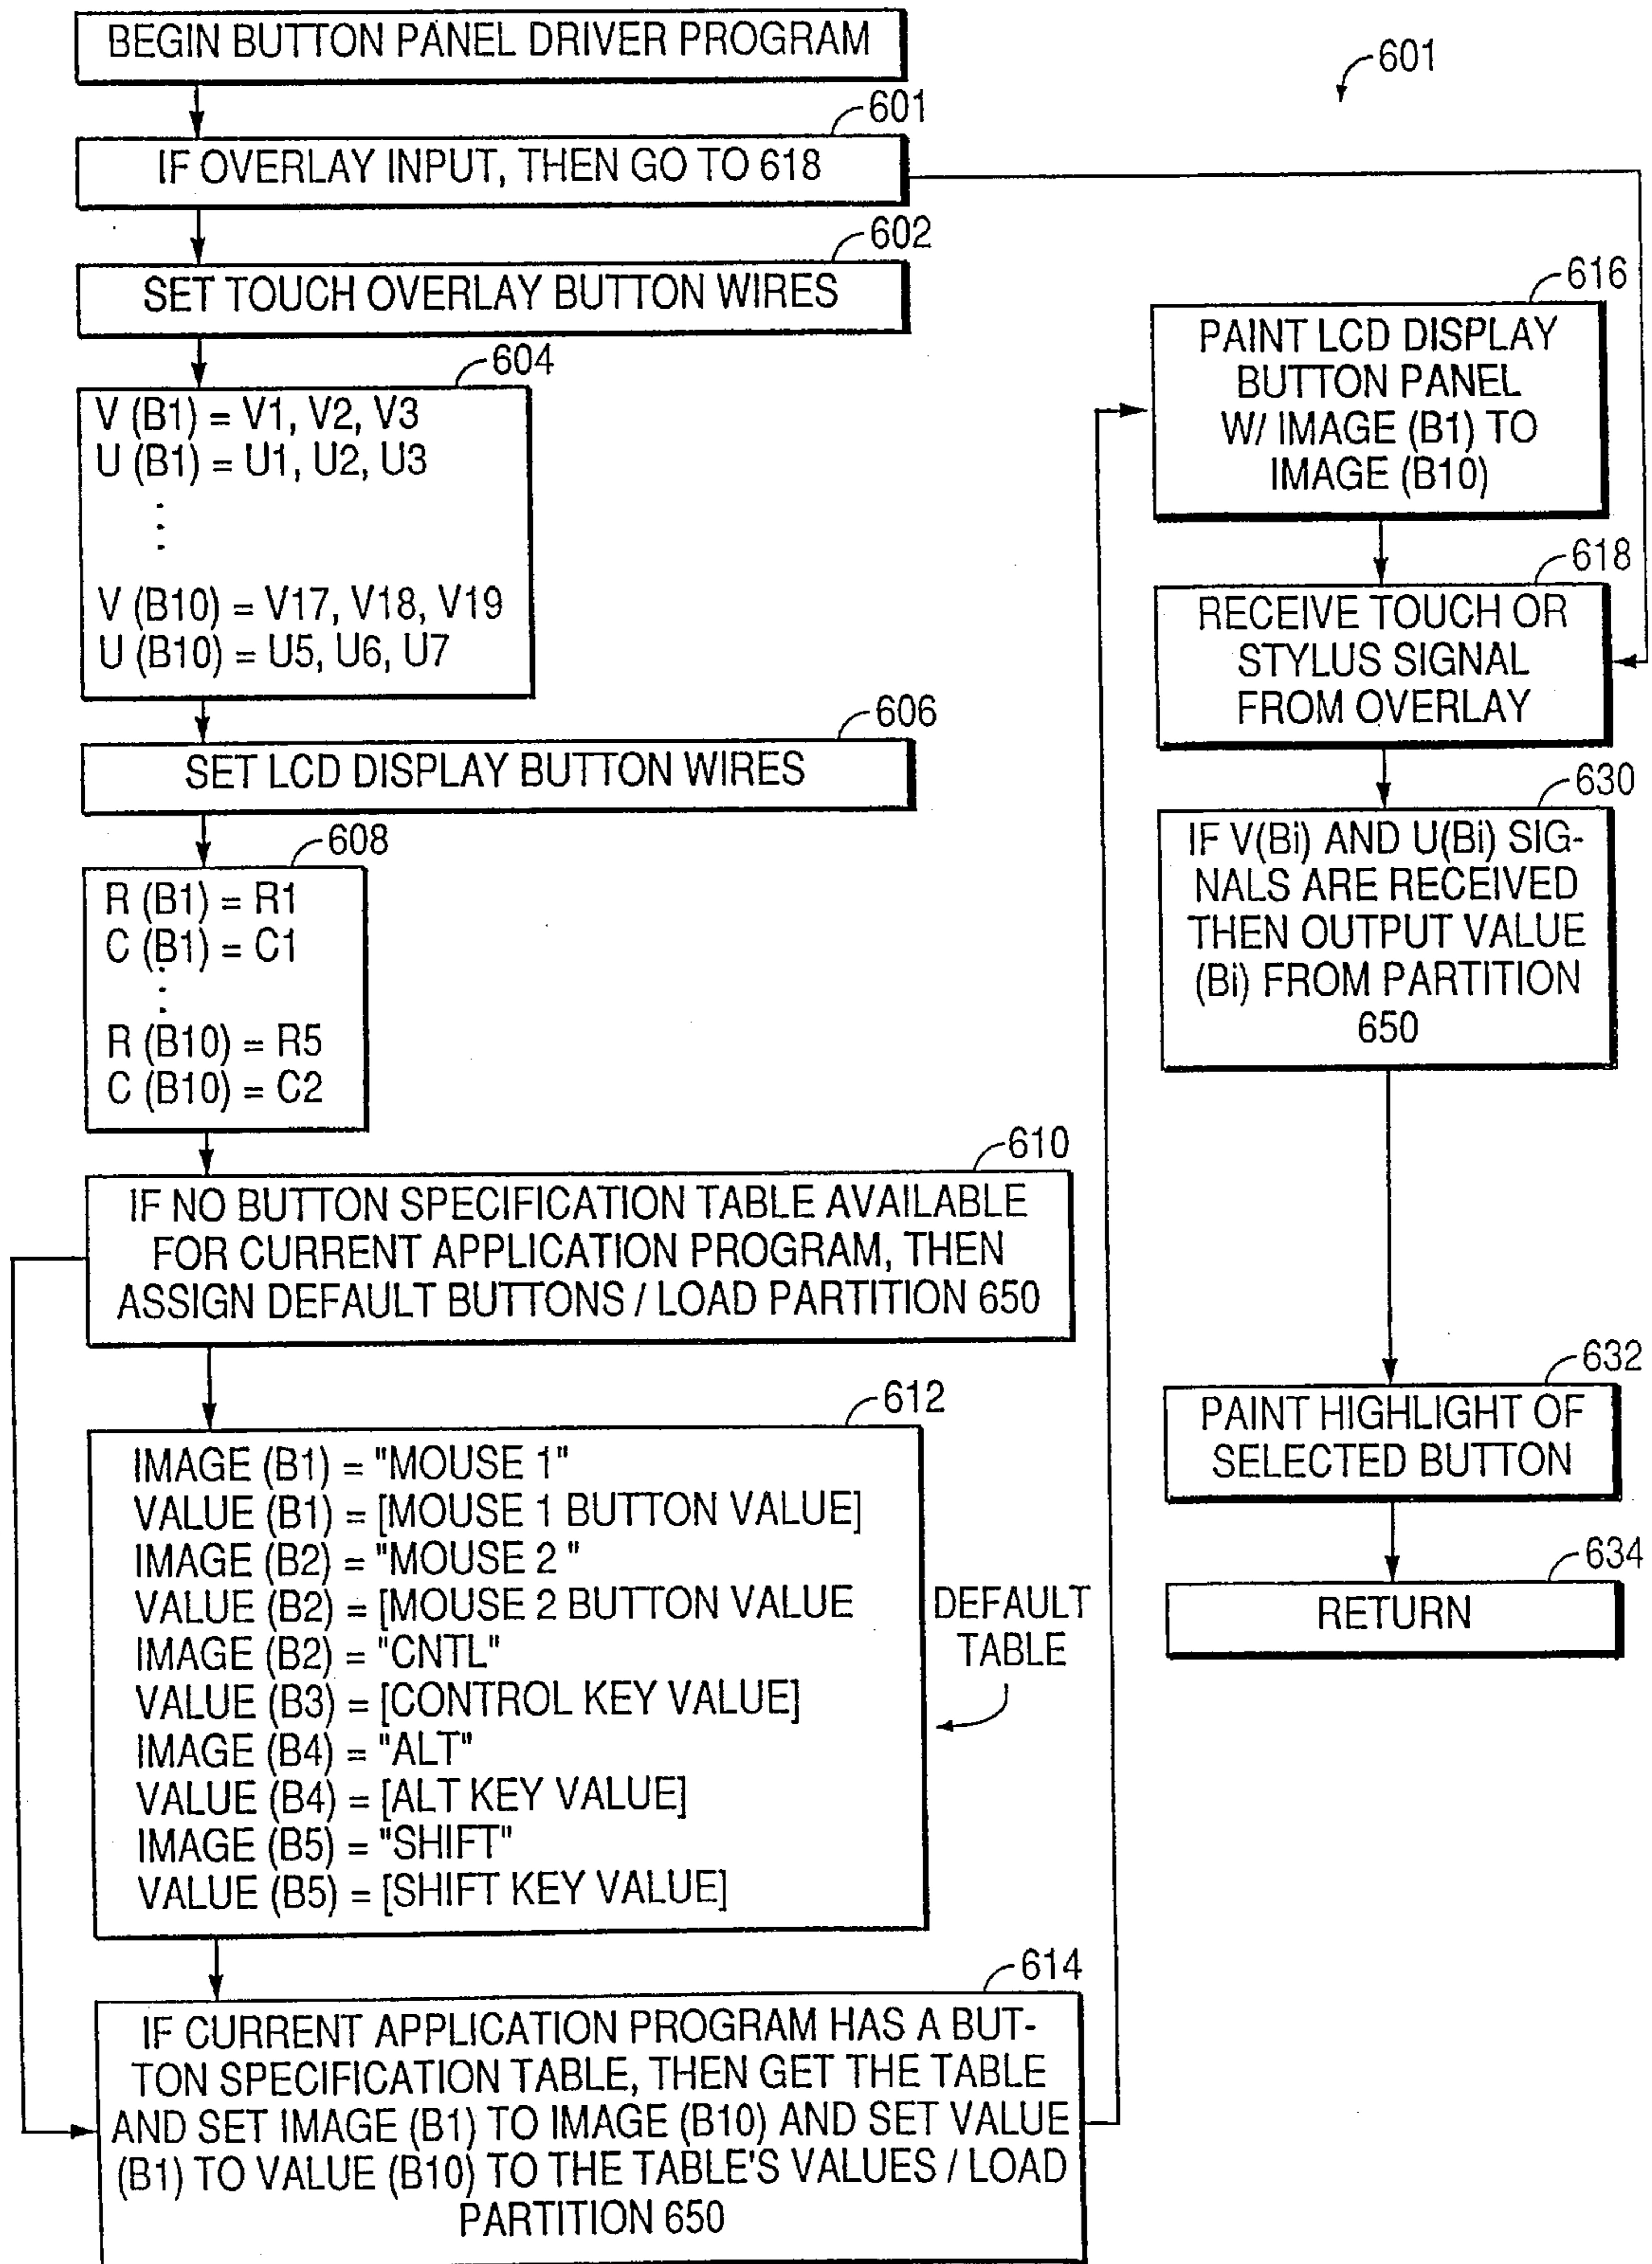 BEGIN BUTTON PANEL DRIVER PROGRAM
601
601
IF OVERLAY INPUT, THEN GO TO 618
602
SET TOUCH OVERLAY BUTTON WIRES
604
V (B1) = V1, V2, V3
U (B1) = U1, U2, U3
V (B10) = V17, V18, V19
U (B10) = U5, U6, U7
606
SET LCD DISPLAY BUTTON WIRES
608
R (B1) = R1
C (B1) = C1
R (B10) = R5
C (B10) = C2
610
IF NO BUTTON SPECIFICATION TABLE AVAILABLE
FOR CURRENT APPLICATION PROGRAM, THEN
ASSIGN DEFAULT BUTTONS / LOAD PARTITION 650
612
IMAGE (B1) = "MOUSE 1"
VALUE (B1) = [MOUSE 1 BUTTON VALUE]
IMAGE (B2) = "MOUSE 2 "
VALUE (B2) = [MOUSE 2 BUTTON VALUE
IMAGE (B2) = "CNTL"
VALUE (B3) = [CONTROL KEY VALUE]
IMAGE (B4) = "ALT"
VALUE (B4) = [ALT KEY VALUE]
IMAGE (B5) = "SHIFT"
VALUE (B5) = [SHIFT KEY VALUE]
DEFAULT
TABLE
614
IF CURRENT APPLICATION PROGRAM HAS A BUT-
TON SPECIFICATION TABLE, THEN GET THE TABLE
AND SET IMAGE (B1) TO IMAGE (B10) AND SET VALUE
(B1) TO VALUE (B10) TO THE TABLE'S VALUES / LOAD
PARTITION 650
616
PAINT LCD DISPLAY
BUTTON PANEL
W/ IMAGE (B1) TO
IMAGE (B10)
618
RECEIVE TOUCH OR
STYLUS SIGNAL
FROM OVERLAY
630
IF V(Bi) AND U(Bi) SIG-
NALS ARE RECEIVED
THEN OUTPUT VALUE
(Bi) FROM PARTITION
650
632
PAINT HIGHLIGHT OF
SELECTED BUTTON
634
RETURN